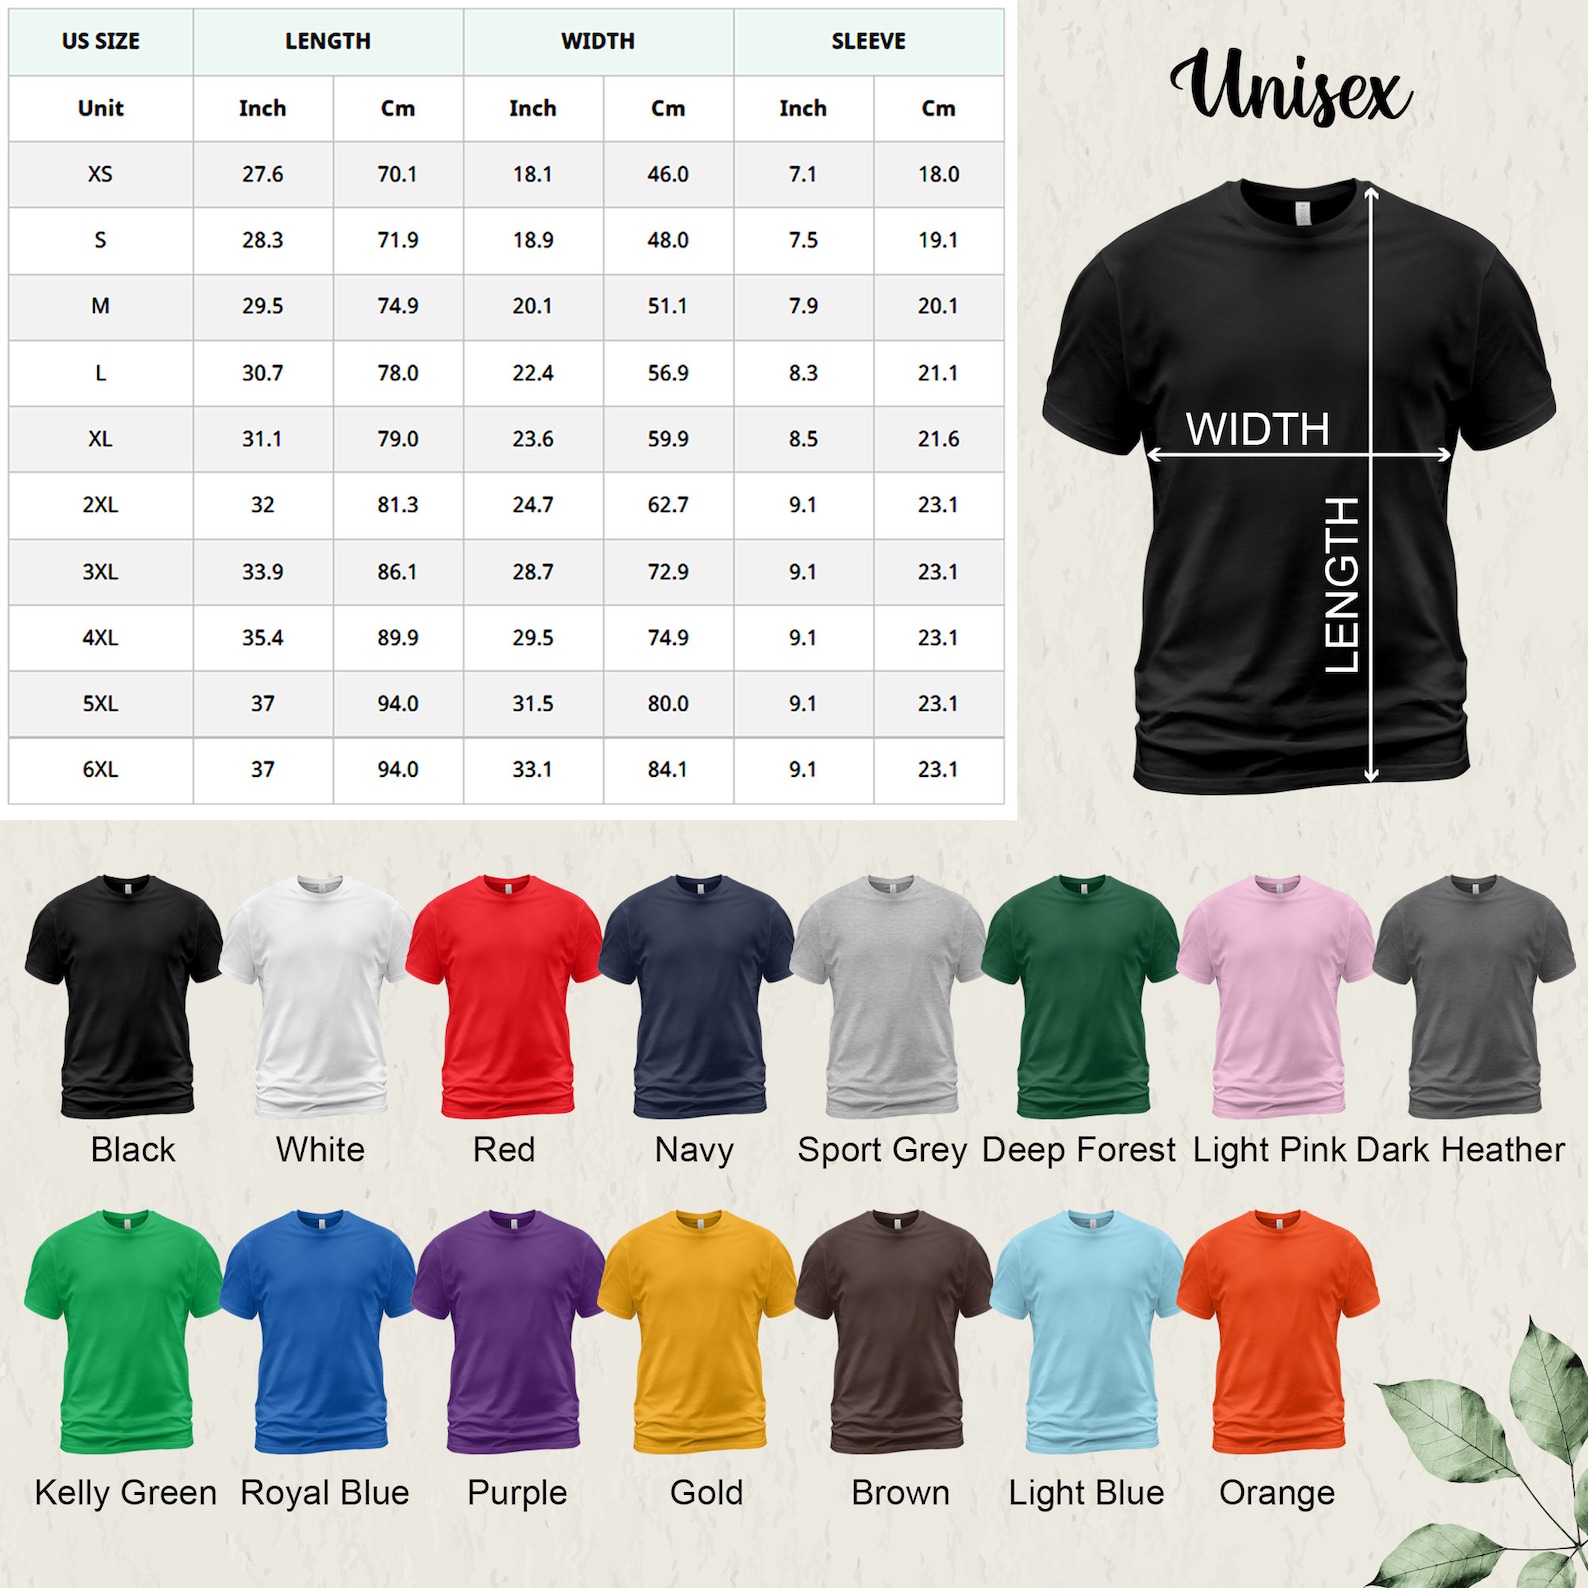 US SIZE LENGTH WIDTH SLEEVE
Unit Inch Cm Inch Cm Inch Cm
XS 27.6 70.1 18.1 46.0 7.1 18.0
S 28.3 71.9 18.9 48.0 7.5 19.1
M 29.5 74.9 20.1 51.1 7.9 20.1
L 30.7 78.0 22.4 56.9 8.3 21.1
XL 31.1 79.0 23.6 59.9 8.5 21.6
2XL 32 81.3 24.7 62.7 9.1 23.1
3XL 33.9 86.1 28.7 72.9 9.1 23.1
4XL 35.4 89.9 29.5 74.9 9.1 23.1
5XL 37 94.0 31.5 80.0 9.1 23.1
6XL 37 94.0 33.1 84.1 9.1 23.1
Unisex
WIDTH
LENGTH
Black White Red Navy Sport Grey Deep Forest Light Pink Dark Heather
Kelly Green Royal Blue Purple Gold Brown Light Blue Orange